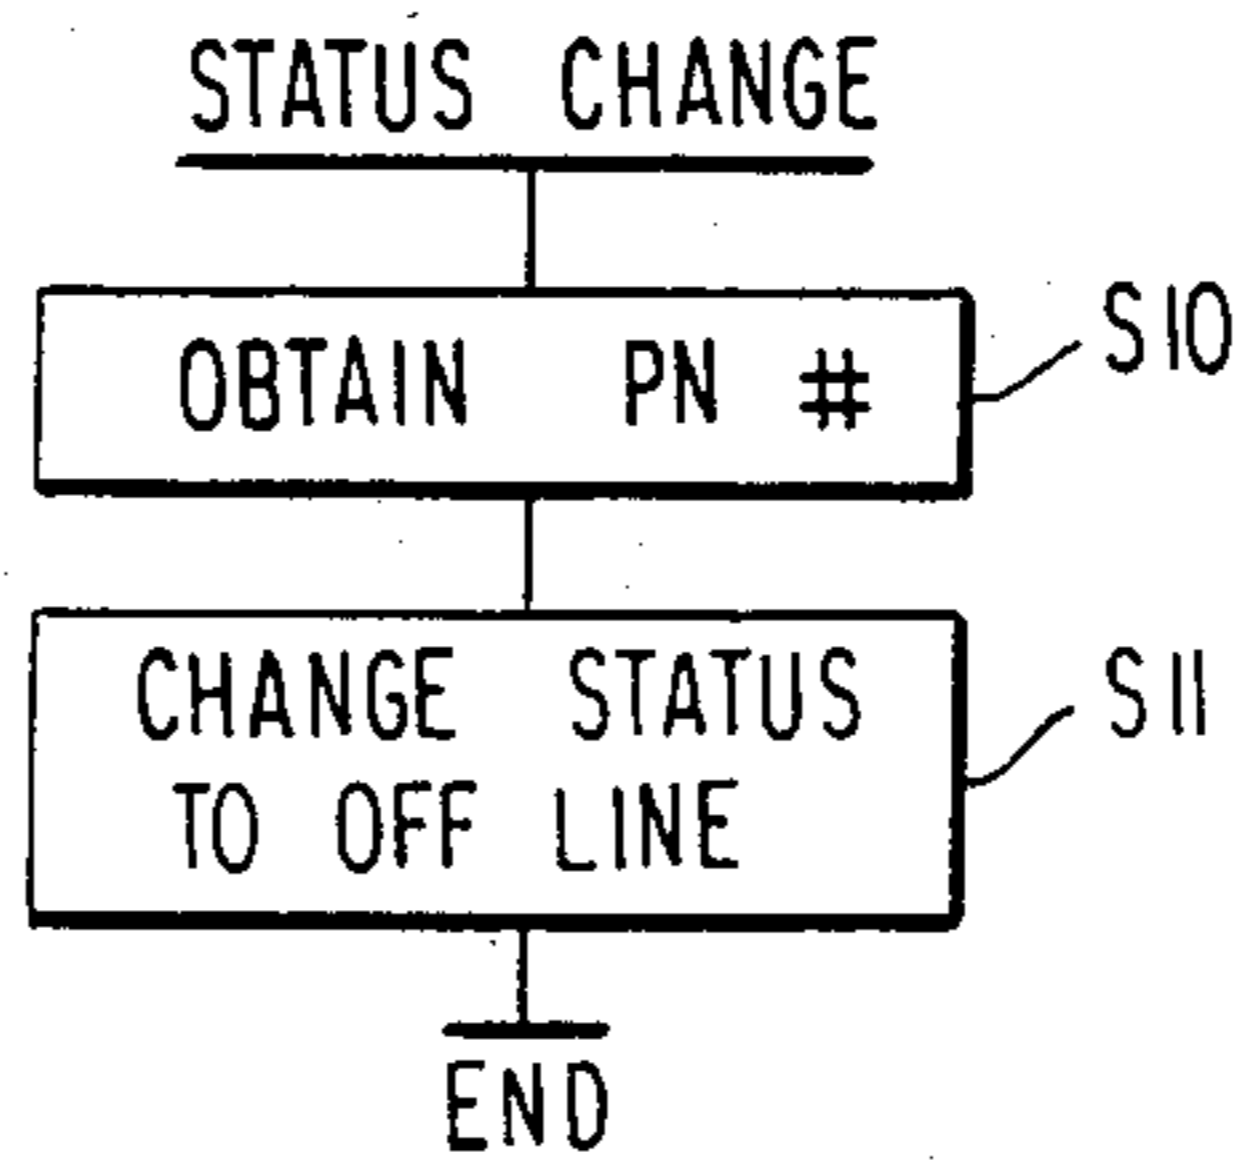 STATUS CHANGE
OBTAIN PN #
S10
CHANGE STATUS
TO OFF LINE
S11
END